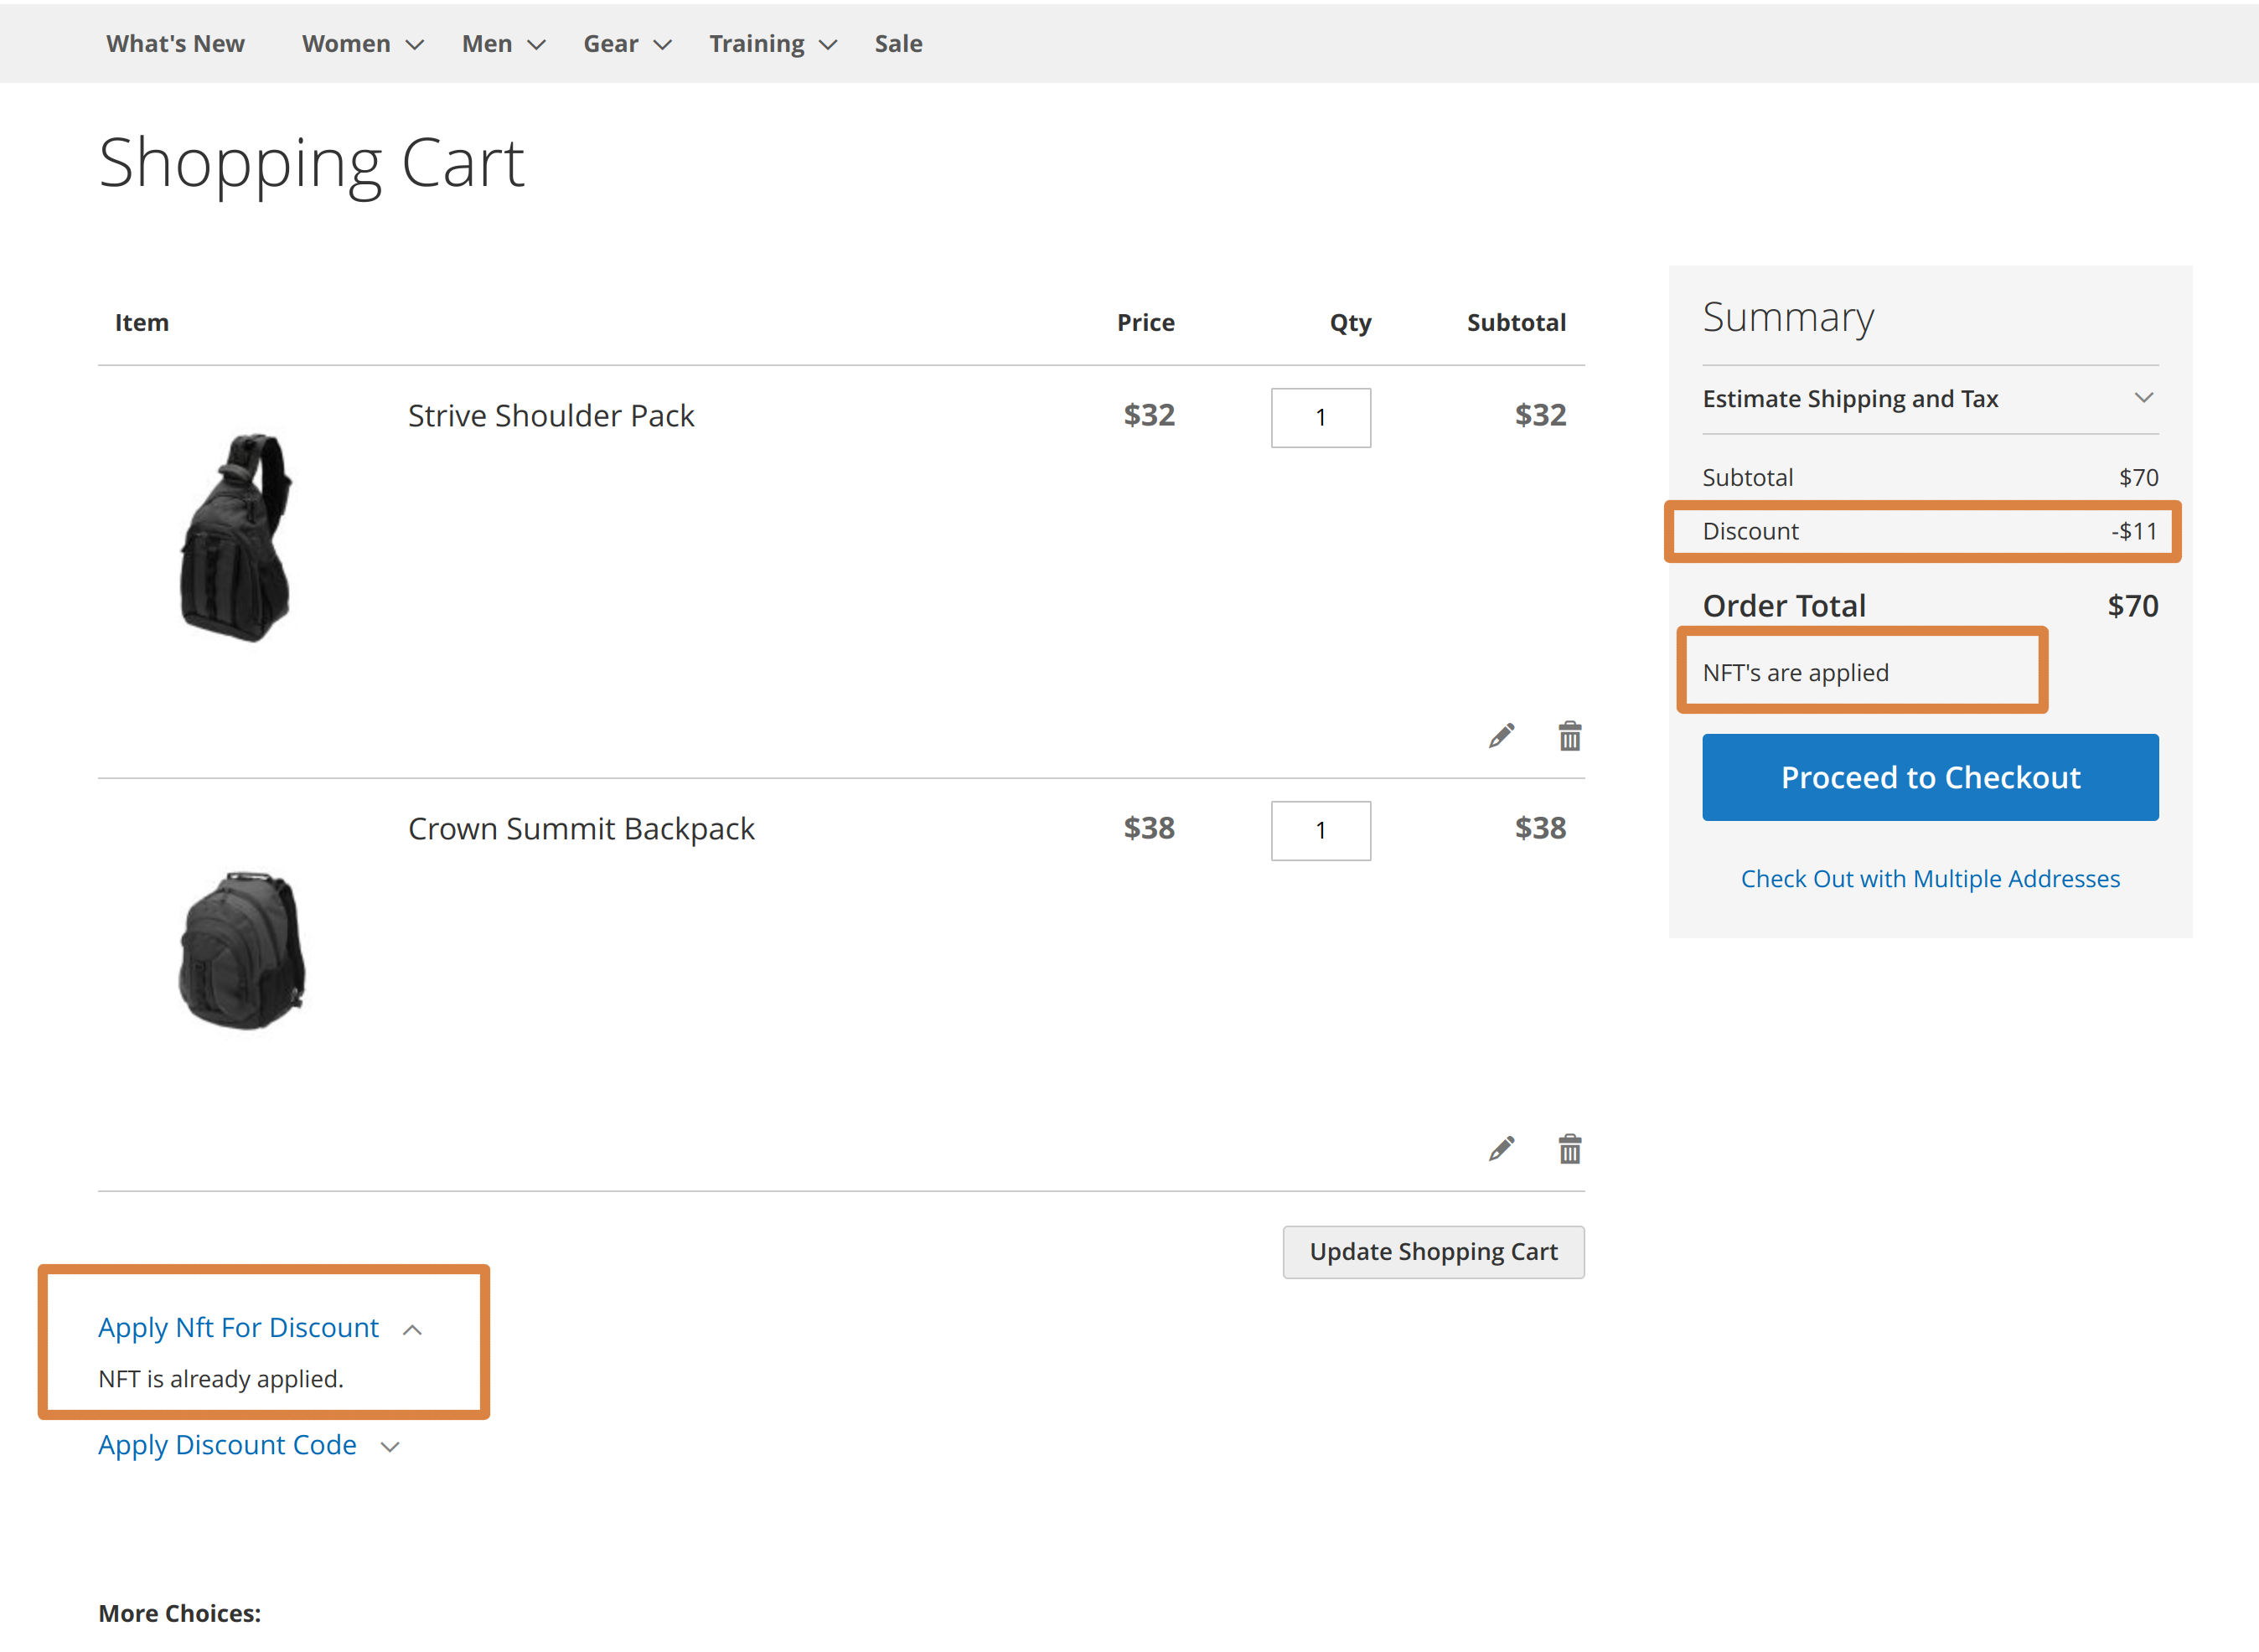 What's New Women Men Gear Training Sale
Shopping Cart
Item Price Qty Subtotal
Strive Shoulder Pack $32 1 $32
Crown Summit Backpack $38 1 $38
Update Shopping Cart
Apply Nft For Discount
NFT is already applied.
Apply Discount Code
More Choices:
Summary
Estimate Shipping and Tax
Subtotal $70
Discount -$11
Order Total $70
NFT's are applied
Proceed to Checkout
Check Out with Multiple Addresses